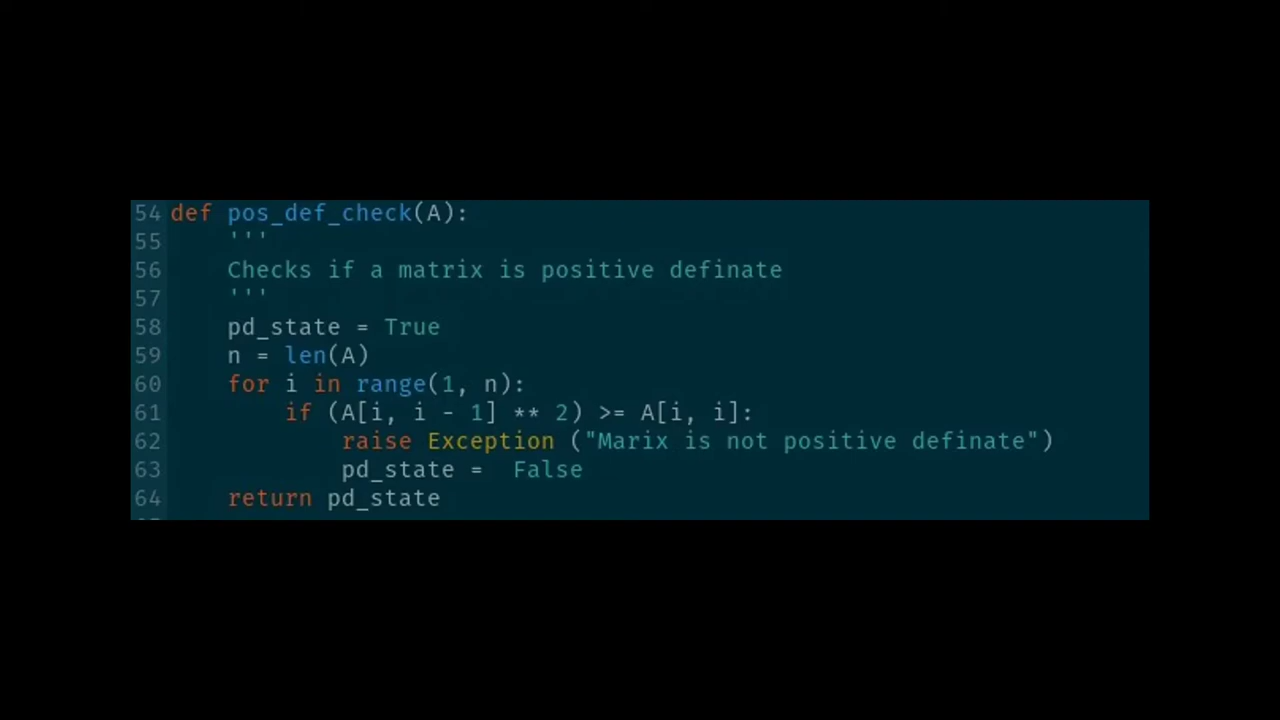 54 def pos_def_check(A):
55     '''
56     Checks if a matrix is positive definate
57     '''
58     pd_state = True
59     n = len(A)
60     for i in range(1, n):
61         if (A[i, i - 1] ** 2) >= A[i, i]:
62             raise Exception ("Marix is not positive definate")
63             pd_state =  False
64     return pd_state